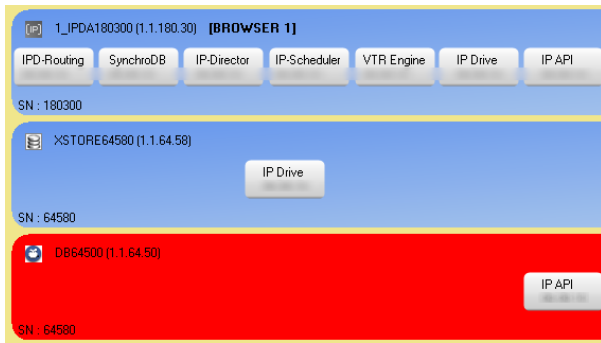 1_IPDA180300 (1.1.180.30) [BROWSER 1]
IPD-Routing SynchroDB IP-Director IP-Scheduler VTR Engine IP Drive IP API
SN : 180300
XSTORE64580 (1.1.64.58)
IP Drive
SN : 64580
DB64500 (1.1.64.50)
IP API
SN : 64580